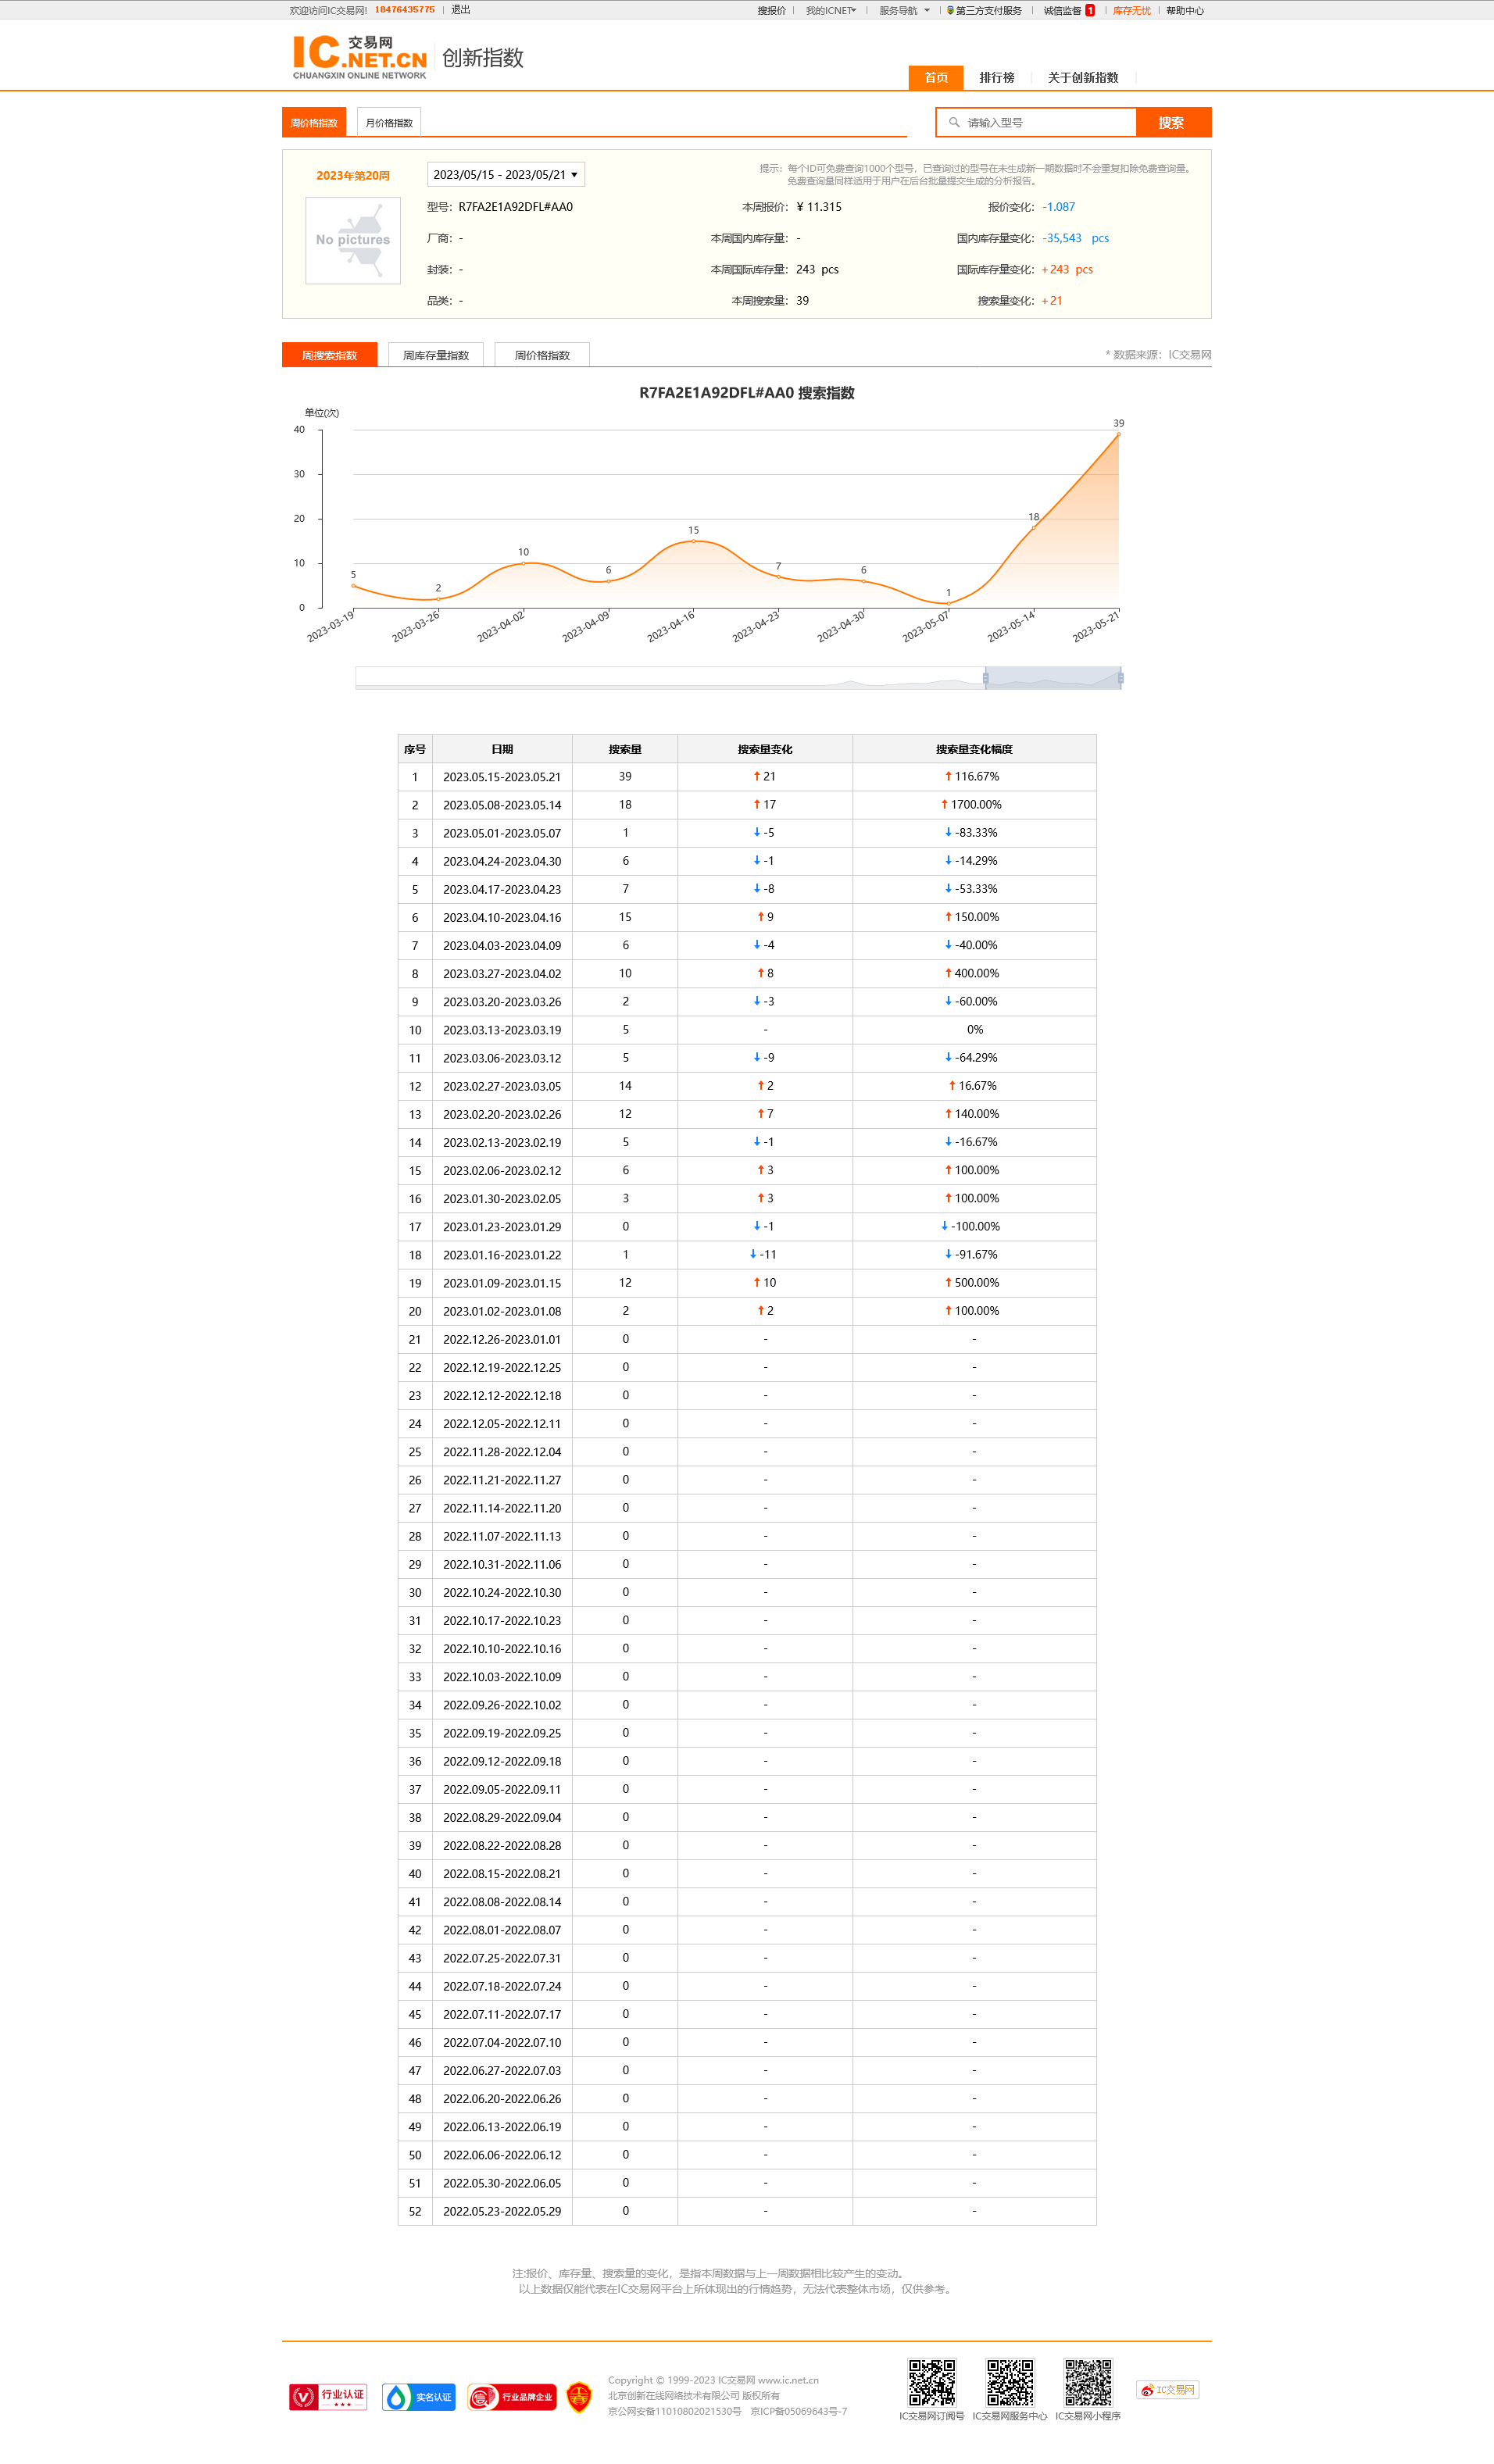 欢迎访问IC交易网! 18476435775 退出 搜报价 我的ICNET 服务导航 第三方支付服务 诚信监督 1 库存无忧 帮助中心
IC 交易网
.NET.CN 创新指数
CHUANGXIN ONLINE NETWORK
首页 排行榜 关于创新指数
周价格指数 月价格指数 请输入型号 搜索
2023年第20周 2023/05/15 - 2023/05/21 提示：每个ID可免费查询1000个型号，已查询过的型号在未生成新一期数据时不会重复扣除免费查询量。
免费查询量同样适用于用户在后台批量提交生成的分析报告。
No pictures
型号：R7FA2E1A92DFL#AA0 本周报价：¥ 11.315 报价变化：-1.087
厂商：- 本周国内库存量：- 国内库存量变化：-35,543 pcs
封装：- 本周国际库存量：243 pcs 国际库存量变化：+243 pcs
品类：- 本周搜索量：39 搜索量变化：+21
周搜索指数 周库存量指数 周价格指数 * 数据来源：IC交易网
R7FA2E1A92DFL#AA0 搜索指数
单位(次)
40
30
20
10
0
5 2 10 6 15 7 6 1 18 39
2023-03-19 2023-03-26 2023-04-02 2023-04-09 2023-04-16 2023-04-23 2023-04-30 2023-05-07 2023-05-14 2023-05-21
序号 日期 搜索量 搜索量变化 搜索量变化幅度
1 2023.05.15-2023.05.21 39 ↑21 ↑116.67%
2 2023.05.08-2023.05.14 18 ↑17 ↑1700.00%
3 2023.05.01-2023.05.07 1 ↓-5 ↓-83.33%
4 2023.04.24-2023.04.30 6 ↓-1 ↓-14.29%
5 2023.04.17-2023.04.23 7 ↓-8 ↓-53.33%
6 2023.04.10-2023.04.16 15 ↑9 ↑150.00%
7 2023.04.03-2023.04.09 6 ↓-4 ↓-40.00%
8 2023.03.27-2023.04.02 10 ↑8 ↑400.00%
9 2023.03.20-2023.03.26 2 ↓-3 ↓-60.00%
10 2023.03.13-2023.03.19 5 - 0%
11 2023.03.06-2023.03.12 5 ↓-9 ↓-64.29%
12 2023.02.27-2023.03.05 14 ↑2 ↑16.67%
13 2023.02.20-2023.02.26 12 ↑7 ↑140.00%
14 2023.02.13-2023.02.19 5 ↓-1 ↓-16.67%
15 2023.02.06-2023.02.12 6 ↑3 ↑100.00%
16 2023.01.30-2023.02.05 3 ↑3 ↑100.00%
17 2023.01.23-2023.01.29 0 ↓-1 ↓-100.00%
18 2023.01.16-2023.01.22 1 ↓-11 ↓-91.67%
19 2023.01.09-2023.01.15 12 ↑10 ↑500.00%
20 2023.01.02-2023.01.08 2 ↑2 ↑100.00%
21 2022.12.26-2023.01.01 0 - -
22 2022.12.19-2022.12.25 0 - -
23 2022.12.12-2022.12.18 0 - -
24 2022.12.05-2022.12.11 0 - -
25 2022.11.28-2022.12.04 0 - -
26 2022.11.21-2022.11.27 0 - -
27 2022.11.14-2022.11.20 0 - -
28 2022.11.07-2022.11.13 0 - -
29 2022.10.31-2022.11.06 0 - -
30 2022.10.24-2022.10.30 0 - -
31 2022.10.17-2022.10.23 0 - -
32 2022.10.10-2022.10.16 0 - -
33 2022.10.03-2022.10.09 0 - -
34 2022.09.26-2022.10.02 0 - -
35 2022.09.19-2022.09.25 0 - -
36 2022.09.12-2022.09.18 0 - -
37 2022.09.05-2022.09.11 0 - -
38 2022.08.29-2022.09.04 0 - -
39 2022.08.22-2022.08.28 0 - -
40 2022.08.15-2022.08.21 0 - -
41 2022.08.08-2022.08.14 0 - -
42 2022.08.01-2022.08.07 0 - -
43 2022.07.25-2022.07.31 0 - -
44 2022.07.18-2022.07.24 0 - -
45 2022.07.11-2022.07.17 0 - -
46 2022.07.04-2022.07.10 0 - -
47 2022.06.27-2022.07.03 0 - -
48 2022.06.20-2022.06.26 0 - -
49 2022.06.13-2022.06.19 0 - -
50 2022.06.06-2022.06.12 0 - -
51 2022.05.30-2022.06.05 0 - -
52 2022.05.23-2022.05.29 0 - -
注:报价、库存量、搜索量的变化，是指本周数据与上一周数据相比较产生的变动。
以上数据仅能代表在IC交易网平台上所体现出的行情趋势，无法代表整体市场，仅供参考。
行业认证 实名认证 行业品牌企业
Copyright © 1999-2023 IC交易网 www.ic.net.cn
北京创新在线网络技术有限公司 版权所有
京公网安备11010802021530号 京ICP备05069643号-7
IC交易网订阅号 IC交易网服务中心 IC交易网小程序
IC交易网